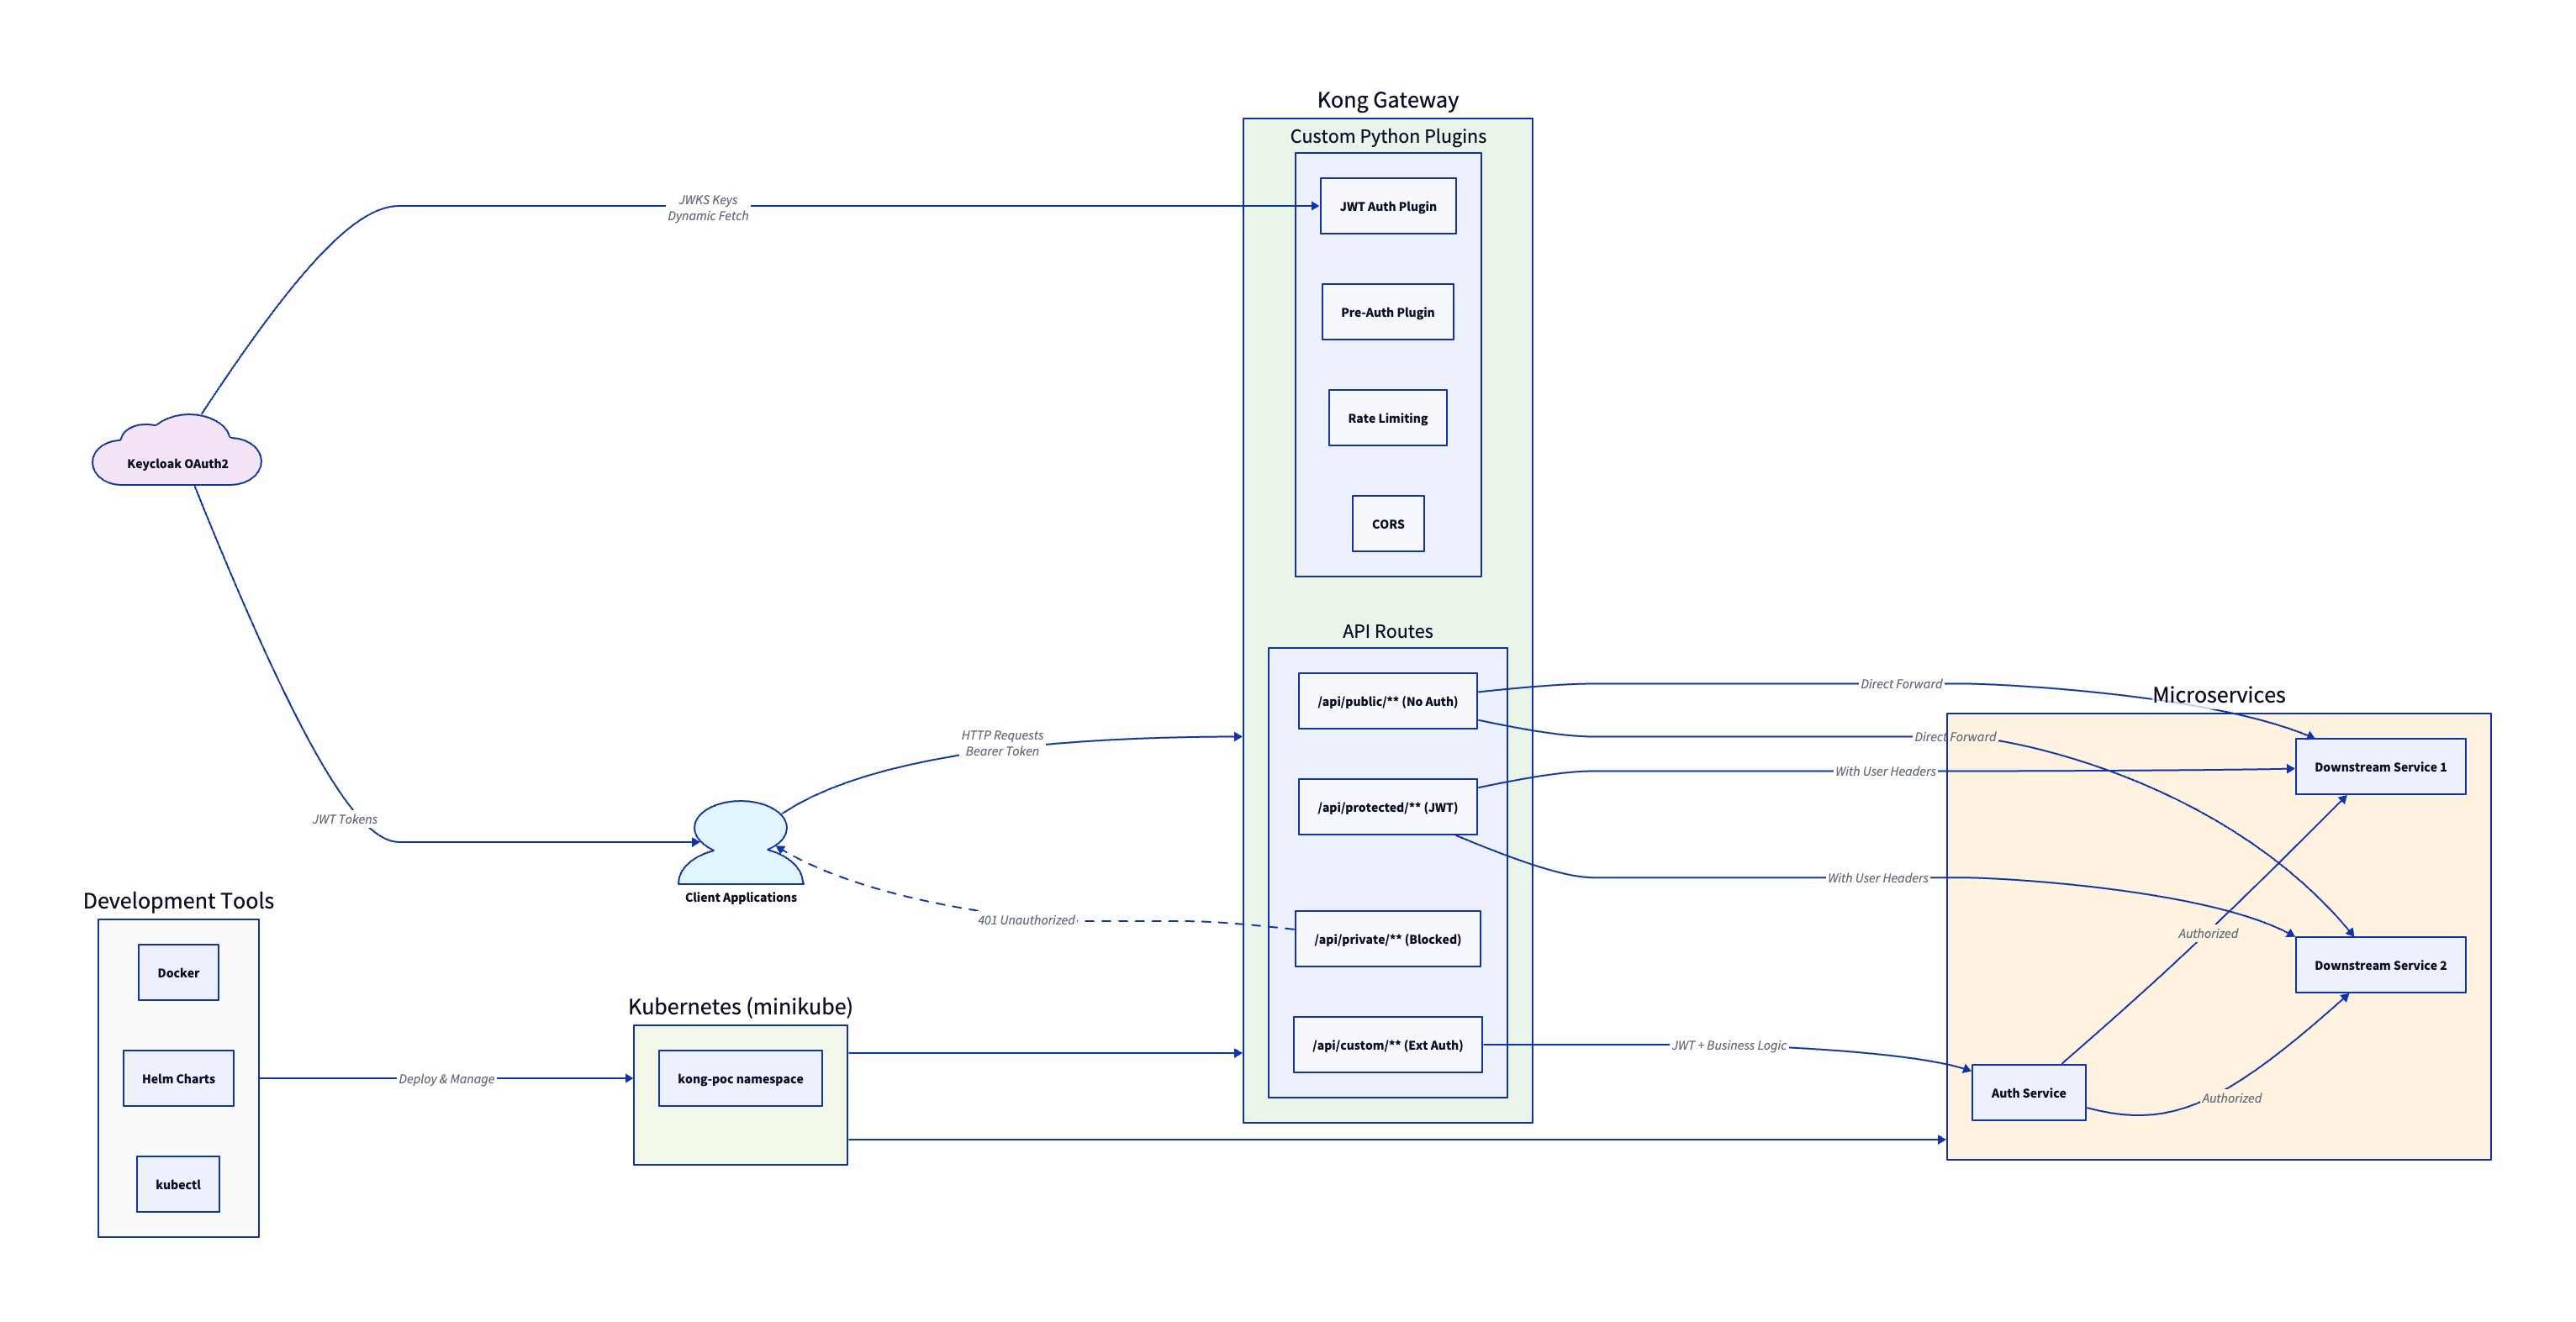 Kong Gateway
Custom Python Plugins
JWT Auth Plugin
Pre-Auth Plugin
Rate Limiting
CORS
JWKS Keys
Dynamic Fetch
Keycloak OAuth2
JWT Tokens
API Routes
/api/public/** (No Auth)
/api/protected/** (JWT)
/api/private/** (Blocked)
/api/custom/** (Ext Auth)
HTTP Requests
Bearer Token
Client Applications
401 Unauthorized
Development Tools
Docker
Helm Charts
kubectl
Deploy & Manage
Kubernetes (minikube)
kong-poc namespace
Direct Forward
Direct Forward
With User Headers
With User Headers
JWT + Business Logic
Microservices
Downstream Service 1
Downstream Service 2
Authorized
Auth Service
Authorized